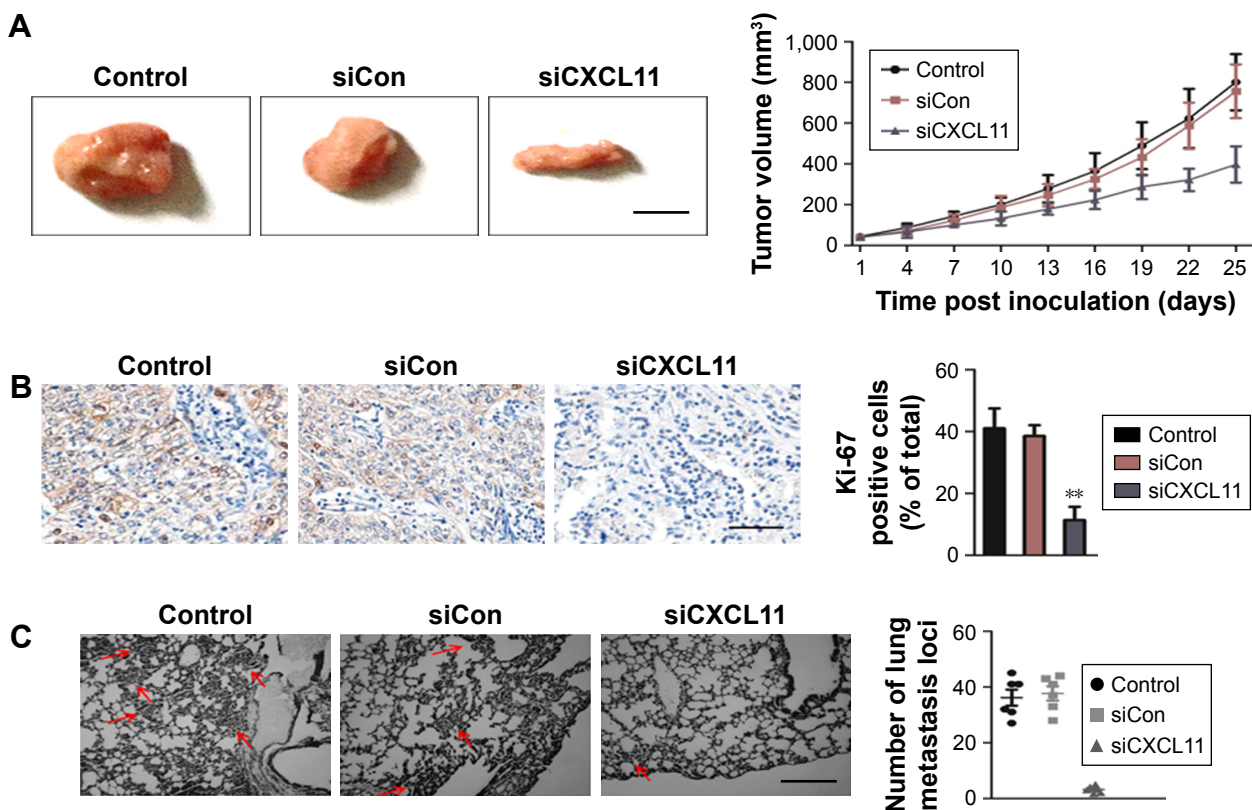 A
Control siCon siCXCL11
Tumor volume (mm³)
1,000
800
600
400
200
0
Control
siCon
siCXCL11
1 4 7 10 13 16 19 22 25
Time post inoculation (days)
B
Control siCon siCXCL11
Ki-67
positive cells
(% of total)
60
40
20
0
**
Control
siCon
siCXCL11
C
Control siCon siCXCL11
Number of lung
metastasis loci
60
40
20
0
Control
siCon
siCXCL11